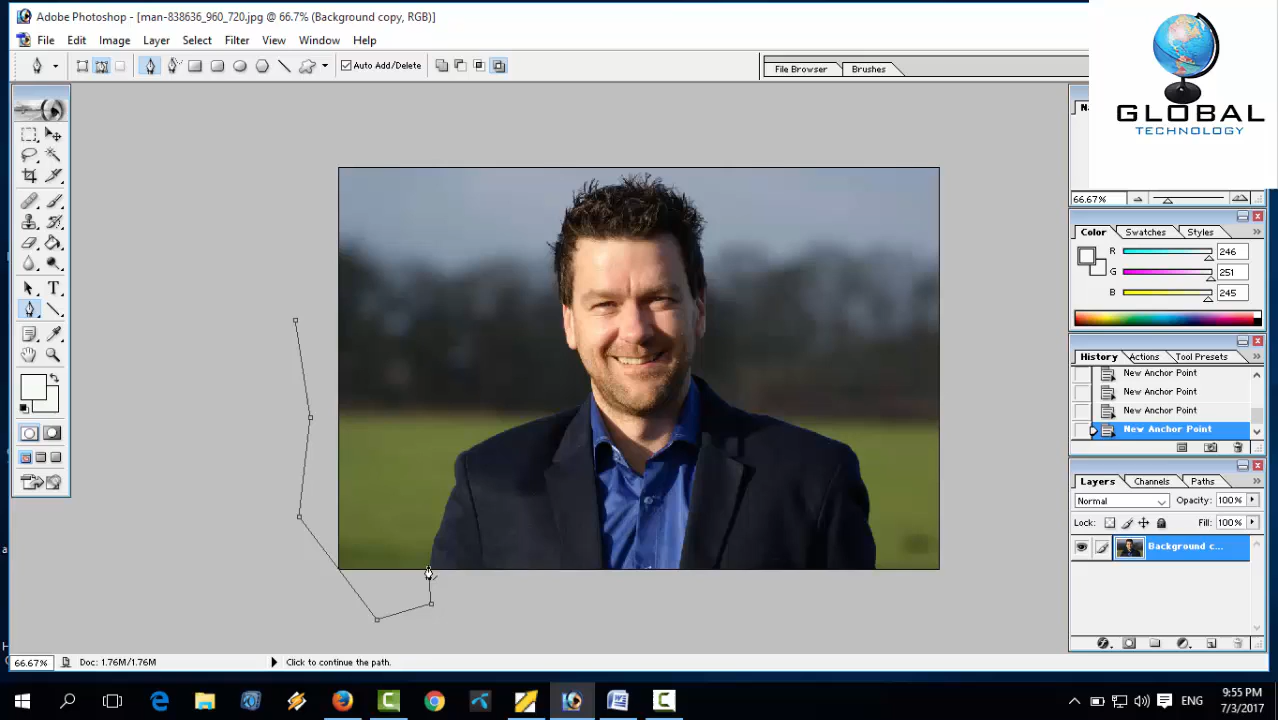 Adobe Photoshop - [man-838636_960_720.jpg @ 66.7% (Background copy, RGB)]
File Edit Image Layer Select Filter View Window Help
Auto Add/Delete
File Browser
Brushes
GLOBAL
TECHNOLOGY
66.67%
Color Swatches Styles
R 246
G 251
B 245
History Actions Tool Presets
New Anchor Point
New Anchor Point
New Anchor Point
New Anchor Point
Layers Channels Paths
Normal Opacity: 100%
Lock: Fill: 100%
Background c...
66.67% Doc: 1.76M/1.76M Click to continue the path.
ENG
9:55 PM
7/3/2017